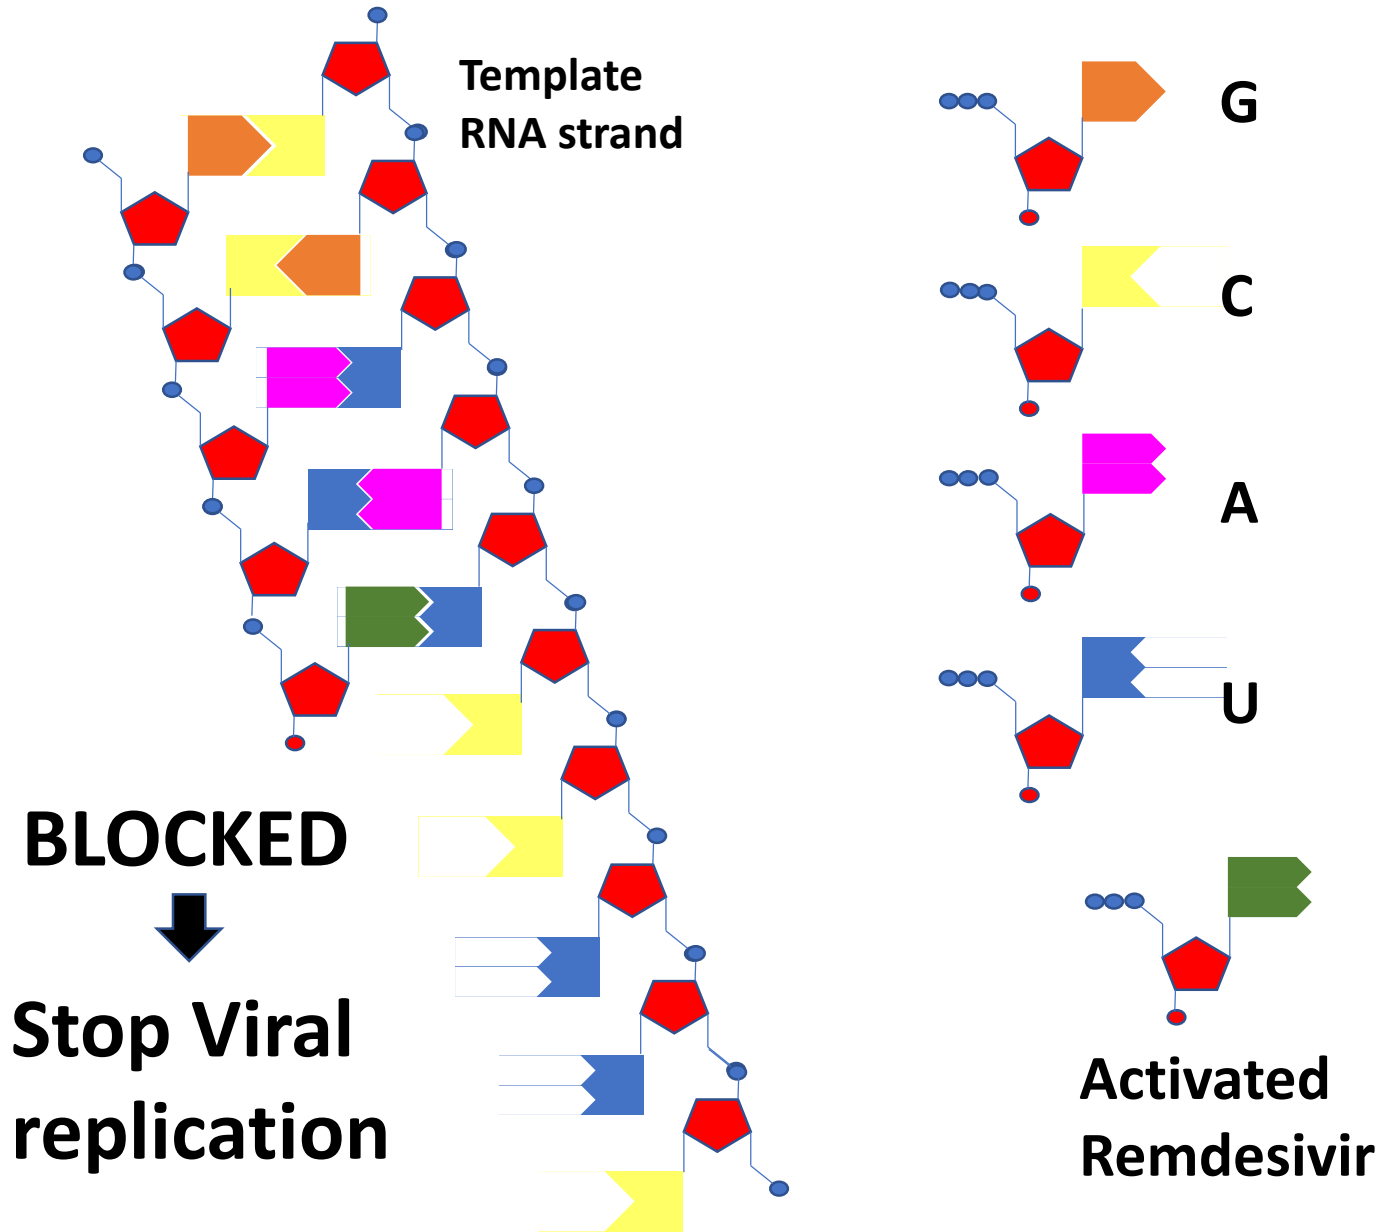 Template
RNA strand
G
C
A
U
BLOCKED
Stop Viral
replication
Activated
Remdesivir